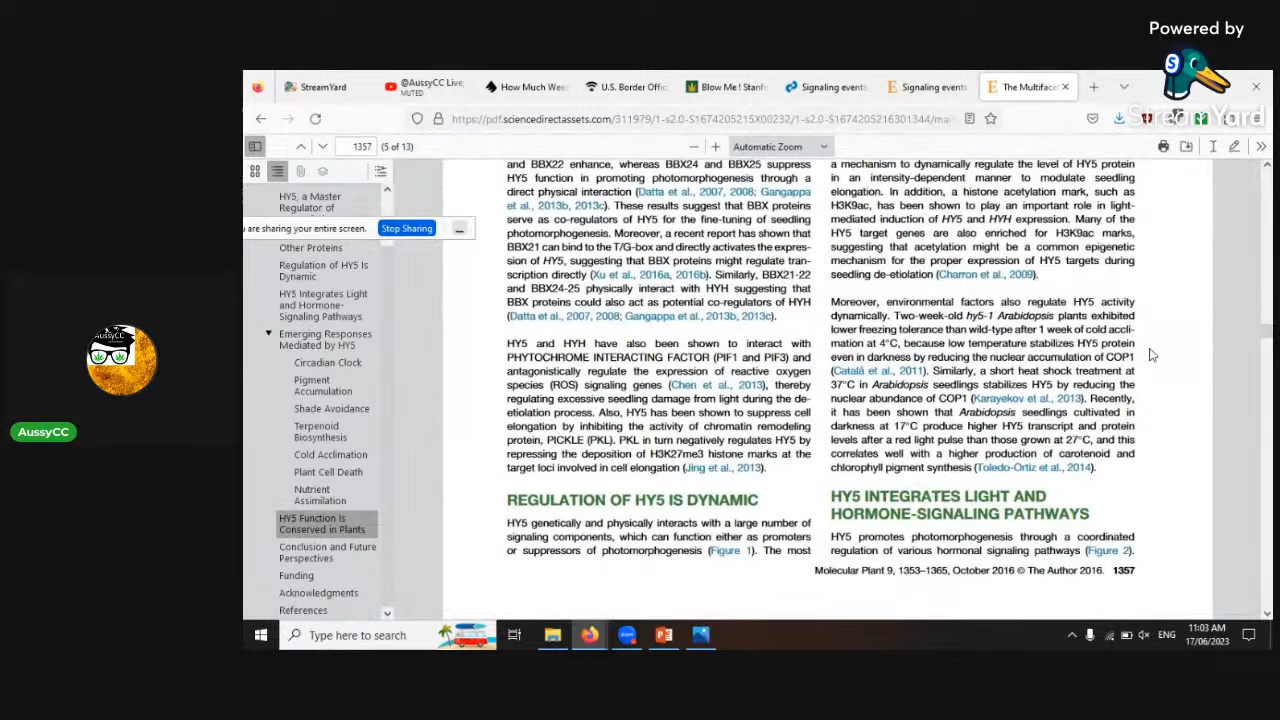 Powered by
StreamYard
@AussyCC Live
MUTED
How Much Wee
U.S. Border Offic
Blow Me! Stanf
Signaling events
Signaling events
The Multiface
https://pdf.sciencedirectassets.com/311979/1-s2.0-S1674205215X00232/1-s2.0-S1674205216301344/main
1357
(5 of 13)
Automatic Zoom
HY5, a Master
Regulator of
are sharing your entire screen.
Stop Sharing
Other Proteins
Regulation of HY5 Is
Dynamic
HY5 Integrates Light
and Hormone-
Signaling Pathways
Emerging Responses
Mediated by HY5
Circadian Clock
Pigment
Accumulation
Shade Avoidance
Terpenoid
Biosynthesis
Cold Acclimation
Plant Cell Death
Nutrient
Assimilation
HY5 Function Is
Conserved in Plants
Conclusion and Future
Perspectives
Funding
Acknowledgments
References
and BBX22 enhance, whereas BBX24 and BBX25 suppress
HY5 function in promoting photomorphogenesis through a
direct physical interaction (Datta et al., 2007, 2008; Gangappa
et al., 2013b, 2013c). These results suggest that BBX proteins
serve as co-regulators of HY5 for the fine-tuning of seedling
photomorphogenesis. Moreover, a recent report has shown that
BBX21 can bind to the T/G-box and directly activates the expres-
sion of HY5, suggesting that BBX proteins might regulate tran-
scription directly (Xu et al., 2016a, 2016b). Similarly, BBX21-22
and BBX24-25 physically interact with HYH suggesting that
BBX proteins could also act as potential co-regulators of HYH
(Datta et al., 2007, 2008; Gangappa et al., 2013b, 2013c).
HY5 and HYH have also been shown to interact with
PHYTOCHROME INTERACTING FACTOR (PIF1 and PIF3) and
antagonistically regulate the expression of reactive oxygen
species (ROS) signaling genes (Chen et al., 2013), thereby
regulating excessive seedling damage from light during the de-
etiolation process. Also, HY5 has been shown to suppress cell
elongation by inhibiting the activity of chromatin remodeling
protein, PICKLE (PKL). PKL in turn negatively regulates HY5 by
repressing the deposition of H3K27me3 histone marks at the
target loci involved in cell elongation (Jing et al., 2013).
REGULATION OF HY5 IS DYNAMIC
HY5 genetically and physically interacts with a large number of
signaling components, which can function either as promoters
or suppressors of photomorphogenesis (Figure 1). The most
a mechanism to dynamically regulate the level of HY5 protein
in an intensity-dependent manner to modulate seedling
elongation. In addition, a histone acetylation mark, such as
H3K9ac, has been shown to play an important role in light-
mediated induction of HY5 and HYH expression. Many of the
HY5 target genes are also enriched for H3K9ac marks,
suggesting that acetylation might be a common epigenetic
mechanism for the proper expression of HY5 targets during
seedling de-etiolation (Charron et al., 2009).
Moreover, environmental factors also regulate HY5 activity
dynamically. Two-week-old hy5-1 Arabidopsis plants exhibited
lower freezing tolerance than wild-type after 1 week of cold accli-
mation at 4°C, because low temperature stabilizes HY5 protein
even in darkness by reducing the nuclear accumulation of COP1
(Catalá et al., 2011). Similarly, a short heat shock treatment at
37°C in Arabidopsis seedlings stabilizes HY5 by reducing the
nuclear abundance of COP1 (Karayekov et al., 2013). Recently,
it has been shown that Arabidopsis seedlings cultivated in
darkness at 17°C produce higher HY5 transcript and protein
levels after a red light pulse than those grown at 27°C, and this
correlates well with a higher production of carotenoid and
chlorophyll pigment synthesis (Toledo-Ortiz et al., 2014).
HY5 INTEGRATES LIGHT AND
HORMONE-SIGNALING PATHWAYS
HY5 promotes photomorphogenesis through a coordinated
regulation of various hormonal signaling pathways (Figure 2).
Molecular Plant 9, 1353–1365, October 2016 © The Author 2016. 1357
AussyCC
AussyCC
Type here to search
ENG
11:03 AM
17/06/2023